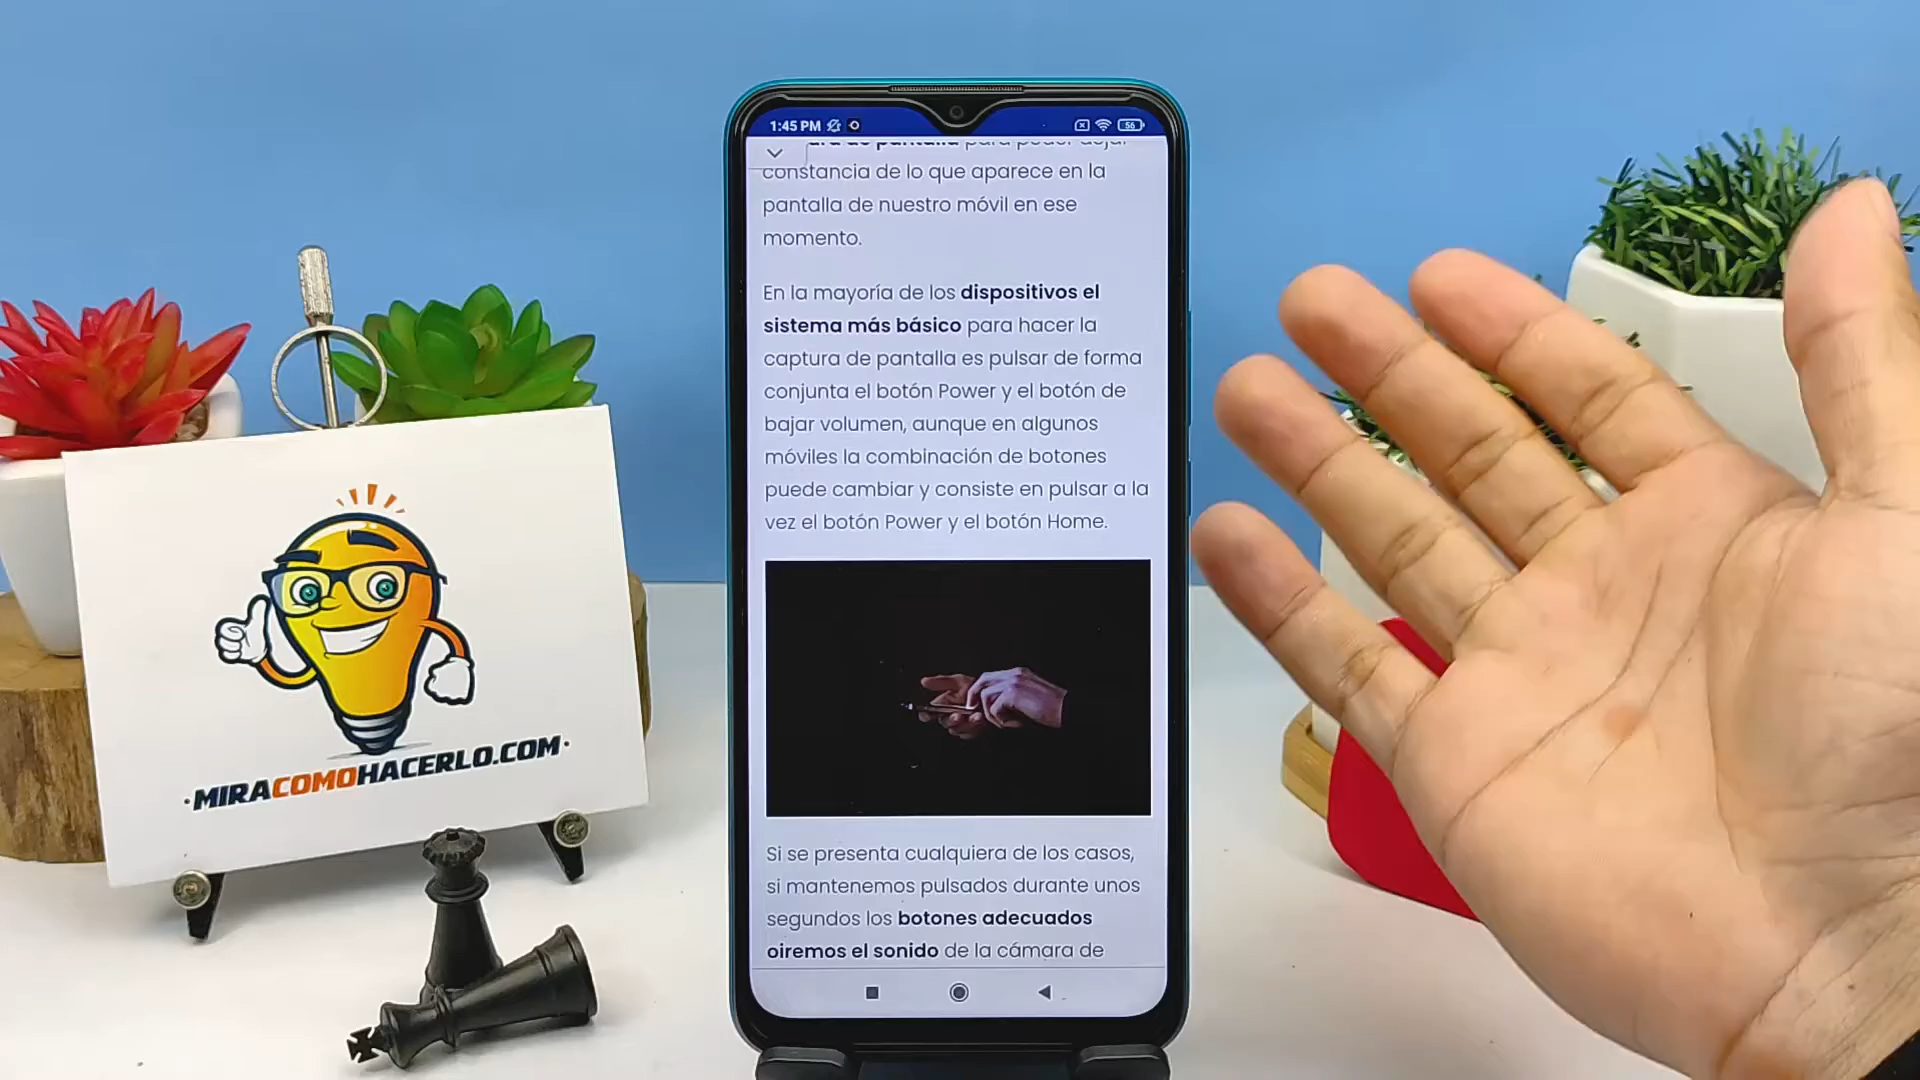 1:45 PM
56
constancia de lo que aparece en la
pantalla de nuestro móvil en ese
momento.
En la mayoría de los dispositivos el
sistema más básico para hacer la
captura de pantalla es pulsar de forma
conjunta el botón Power y el botón de
bajar volumen, aunque en algunos
móviles la combinación de botones
puede cambiar y consiste en pulsar a la
vez el botón Power y el botón Home.
Si se presenta cualquiera de los casos,
si mantenemos pulsados durante unos
segundos los botones adecuados
oiremos el sonido de la cámara de
·MIRACOMOHACERLO.COM·